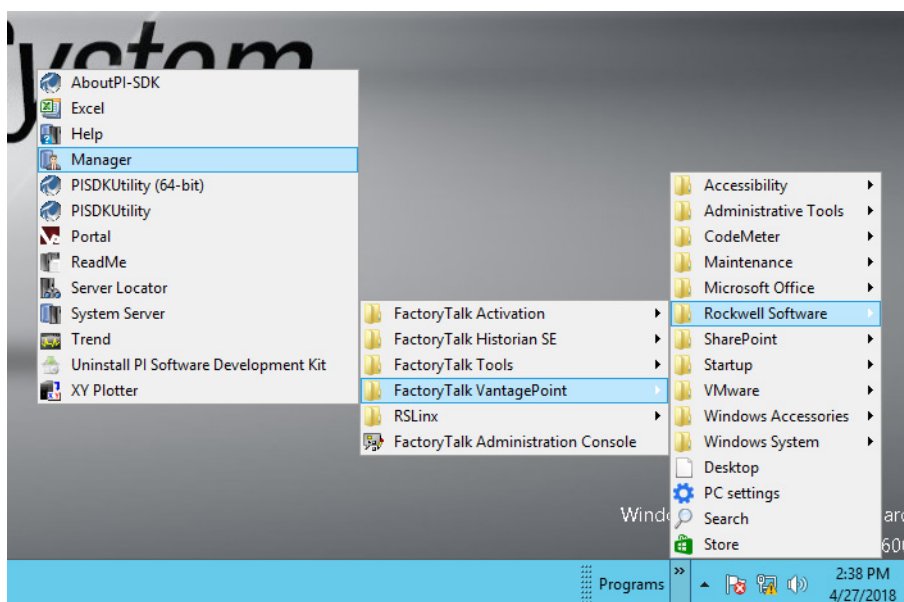 System
AboutPI-SDK
Excel
Help
Manager
PISDKUtility (64-bit)
PISDKUtility
Portal
ReadMe
Server Locator
System Server
Trend
Uninstall PI Software Development Kit
XY Plotter
FactoryTalk Activation
FactoryTalk Historian SE
FactoryTalk Tools
FactoryTalk VantagePoint
RSLinx
FactoryTalk Administration Console
Accessibility
Administrative Tools
CodeMeter
Maintenance
Microsoft Office
Rockwell Software
SharePoint
Startup
VMware
Windows Accessories
Windows System
Desktop
PC settings
Search
Store
Programs
2:38 PM
4/27/2018